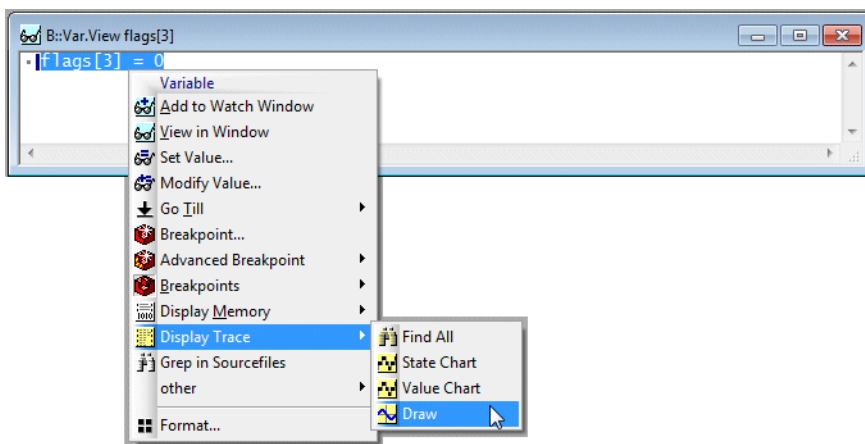 B::Var.View flags[3]
flags[3] = 0
Variable
Add to Watch Window
View in Window
Set Value...
Modify Value...
Go Till
Breakpoint...
Advanced Breakpoint
Breakpoints
Display Memory
Display Trace
Grep in Sourcefiles
other
Format...
Find All
State Chart
Value Chart
Draw